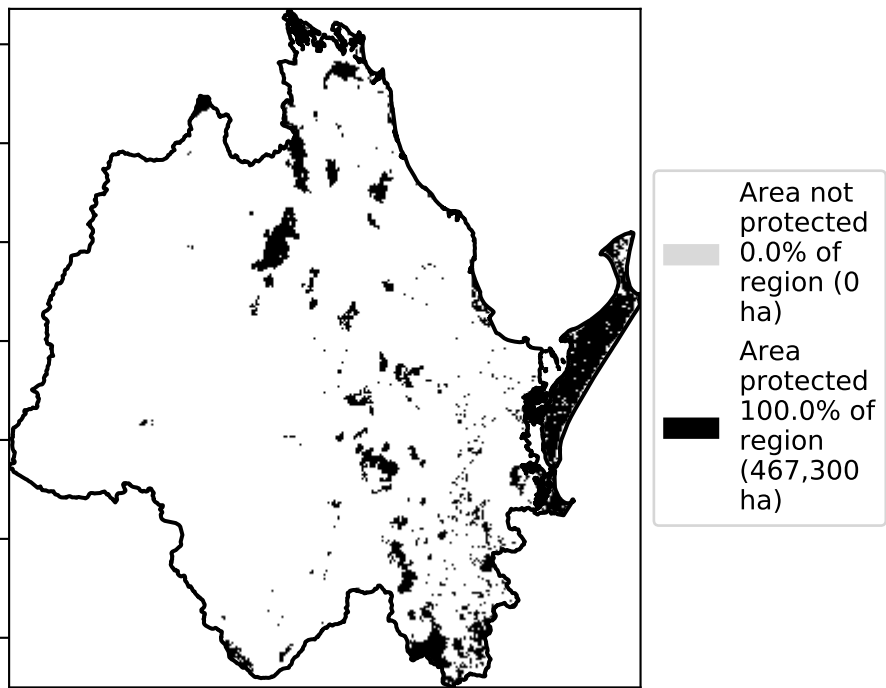 Area not
protected
0.0% of
region (0
ha)
Area
protected
100.0% of
region
(467,300
ha)